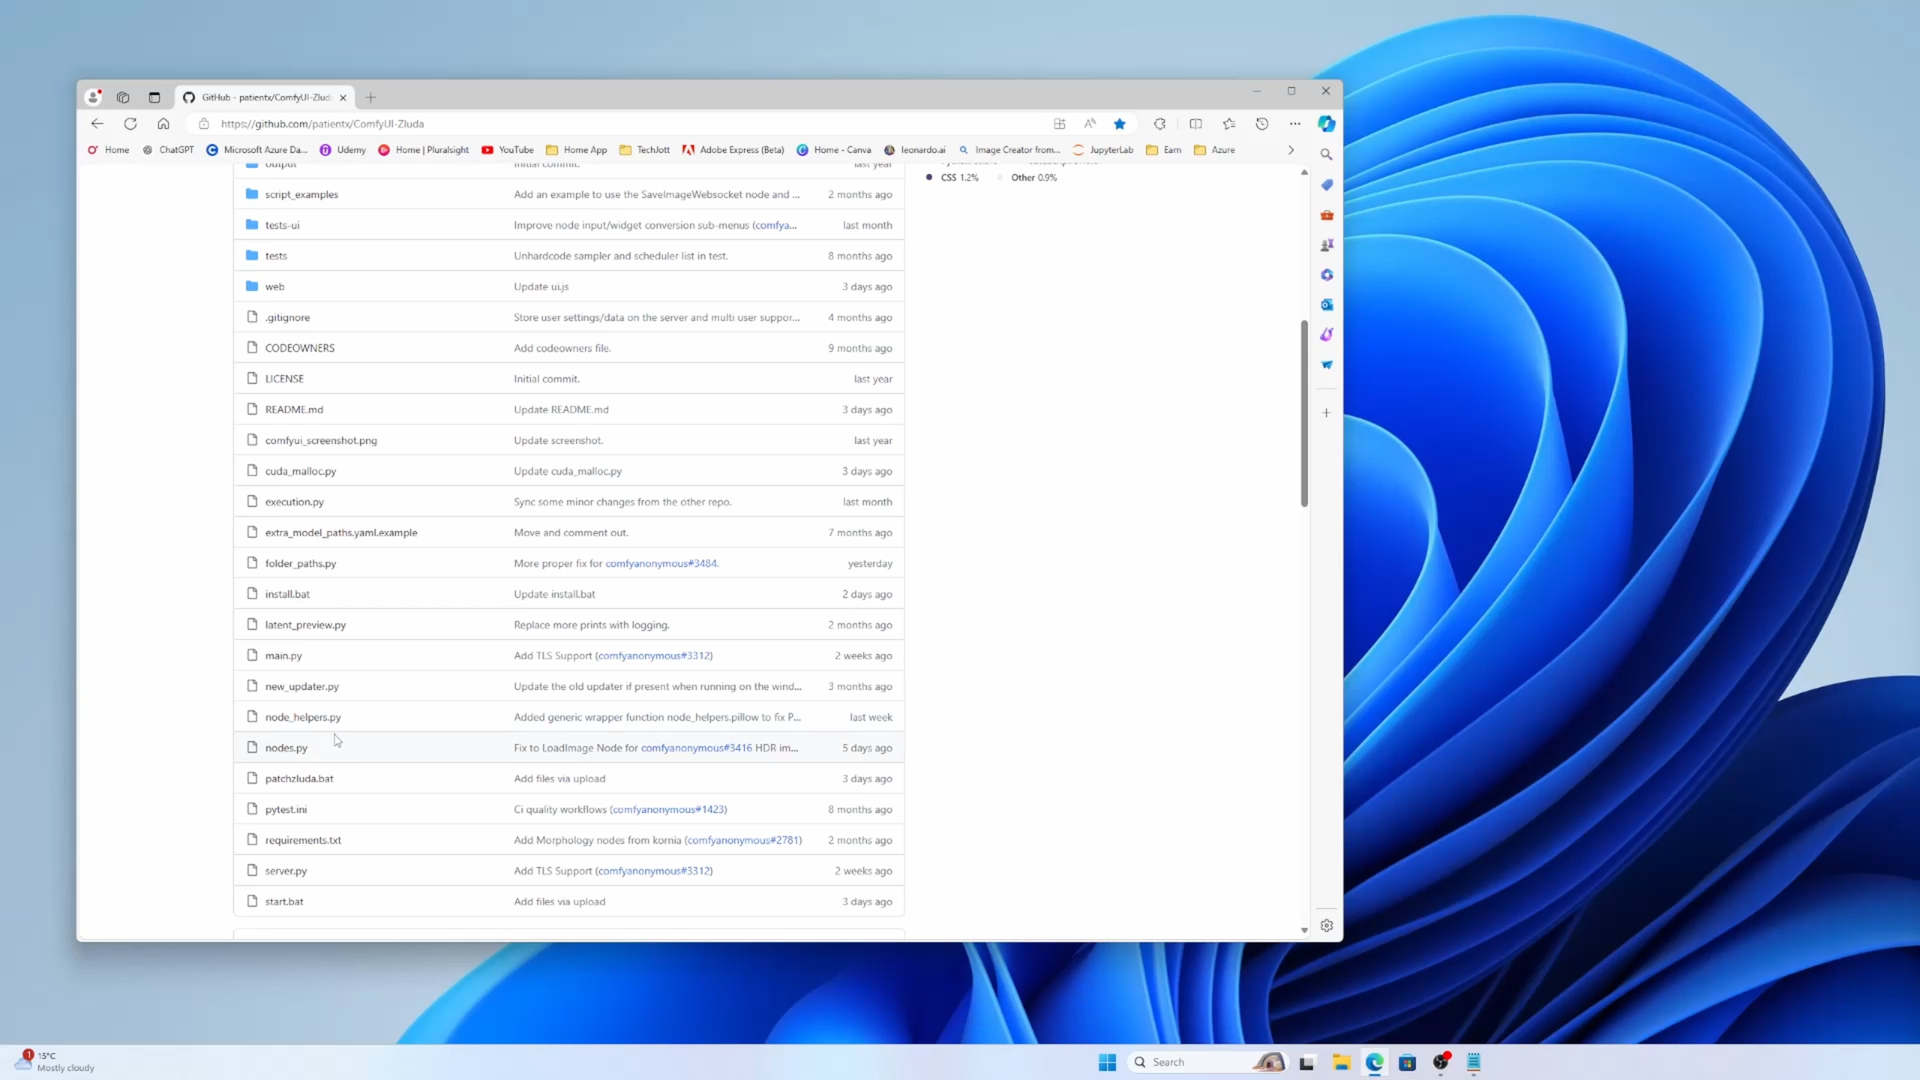 GitHub - patientx/ComfyUI-Zlud
https://github.com/patientx/ComfyUI-Zluda
Home ChatGPT Microsoft Azure Da... Udemy Home | Pluralsight YouTube Home App TechJott Adobe Express (Beta) Home - Canva leonardo.ai Image Creator from... JupyterLab Earn Azure
output Initial commit. last year
CSS 1.2% Other 0.9%
script_examples Add an example to use the SaveImageWebsocket node and ... 2 months ago
tests-ui Improve node input/widget conversion sub-menus (comfya... last month
tests Unhardcode sampler and scheduler list in test. 8 months ago
web Update ui.js 3 days ago
.gitignore Store user settings/data on the server and multi user suppor... 4 months ago
CODEOWNERS Add codeowners file. 9 months ago
LICENSE Initial commit. last year
README.md Update README.md 3 days ago
comfyui_screenshot.png Update screenshot. last year
cuda_malloc.py Update cuda_malloc.py 3 days ago
execution.py Sync some minor changes from the other repo. last month
extra_model_paths.yaml.example Move and comment out. 7 months ago
folder_paths.py More proper fix for comfyanonymous#3484. yesterday
install.bat Update install.bat 2 days ago
latent_preview.py Replace more prints with logging. 2 months ago
main.py Add TLS Support (comfyanonymous#3312) 2 weeks ago
new_updater.py Update the old updater if present when running on the wind... 3 months ago
node_helpers.py Added generic wrapper function node_helpers.pillow to fix P... last week
nodes.py Fix to LoadImage Node for comfyanonymous#3416 HDR im... 5 days ago
patchzluda.bat Add files via upload 3 days ago
pytest.ini Ci quality workflows (comfyanonymous#1423) 8 months ago
requirements.txt Add Morphology nodes from kornia (comfyanonymous#2781) 2 months ago
server.py Add TLS Support (comfyanonymous#3312) 2 weeks ago
start.bat Add files via upload 3 days ago
1
15°C
Mostly cloudy
Search